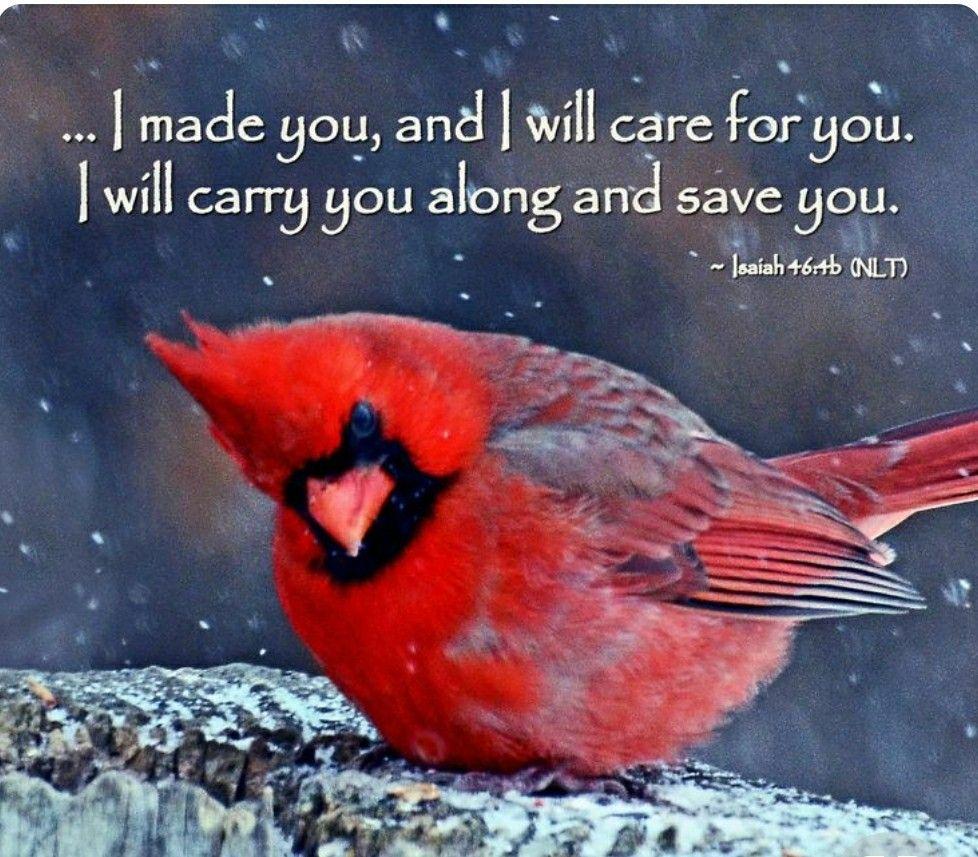 ... I made you, and I will care for you.
I will carry you along and save you.
~ Isaiah 46:4b (NLT)